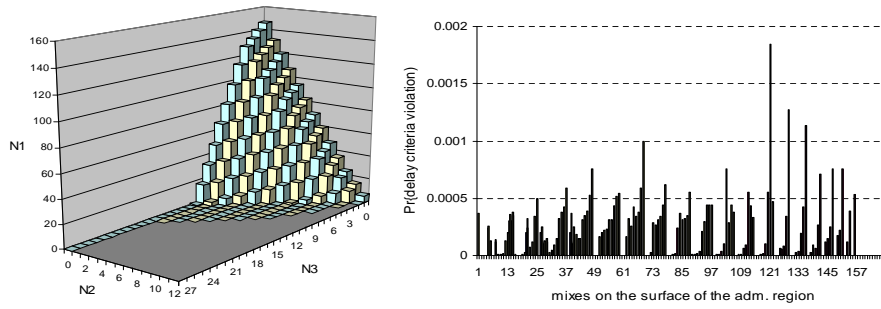 160
140
120
100
80
60
40
20
0
N1
0 2 4 6 8 10 12
N2
27 24 21 18 15 12 9 6 3 0
N3
0.002
0.0015
0.001
0.0005
0
Pr(delay criteria violation)
1 13 25 37 49 61 73 85 97 109 121 133 145 157
mixes on the surface of the adm. region